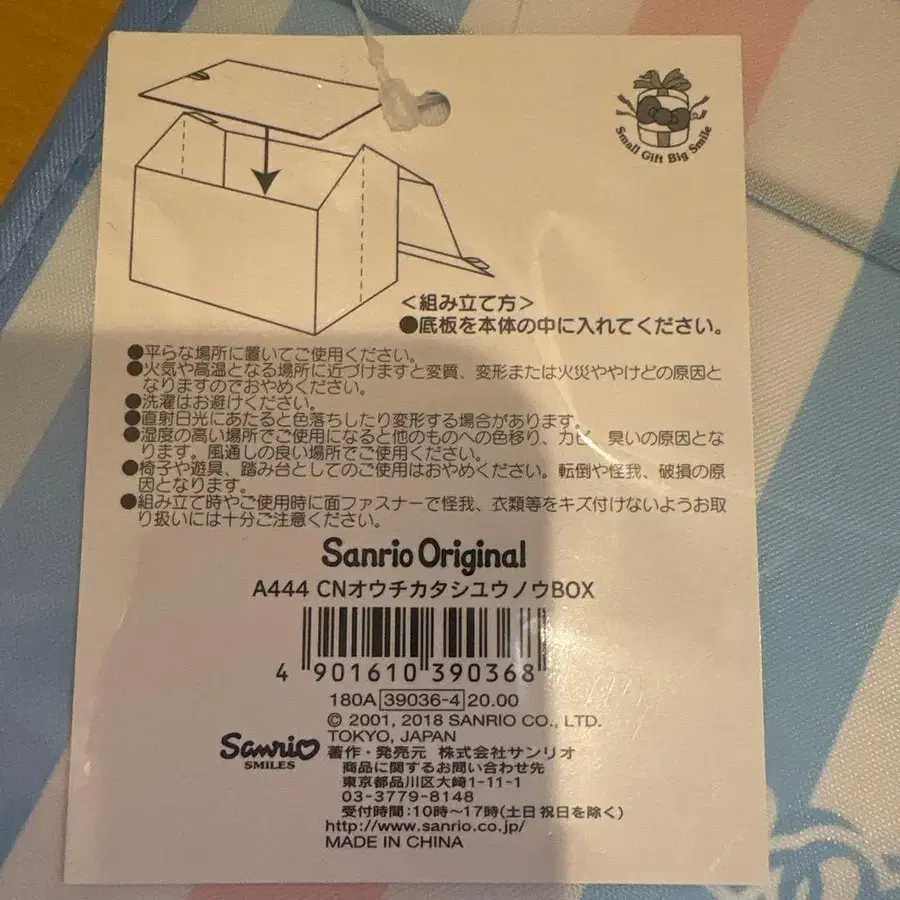 Small Gift Big Smile
<組み立て方>
●底板を本体の中に入れてください。
●平らな場所に置いてご使用ください。
●火気や高温となる場所に近づけますと変質、変形または火災ややけどの原因と
なりますのでおやめください。
●洗濯はお避けください。
●直射日光にあたると色落ちしたり変形する場合があります。
●湿度の高い場所でご使用になると他のものへの色移り、カビ、臭いの原因とな
ります。風通しの良い場所でご使用ください。
●椅子や遊具、踏み台としてのご使用はおやめください。転倒や怪我、破損の原
因となります。
●組み立て時やご使用時に面ファスナーで怪我、衣類等をキズ付けないようお取
り扱いには十分ご注意ください。
Sanrio Original
A444 CNオウチカタシユウノウBOX
4 901610 390368
180A 39036-4 20.00
© 2001, 2018 SANRIO CO., LTD.
TOKYO, JAPAN
Sanrio
SMILES
著作・発売元 株式会社サンリオ
商品に関するお問い合わせ先
東京都品川区大崎1-11-1
03-3779-8148
受付時間:10時～17時(土日祝日を除く)
http://www.sanrio.co.jp/
MADE IN CHINA